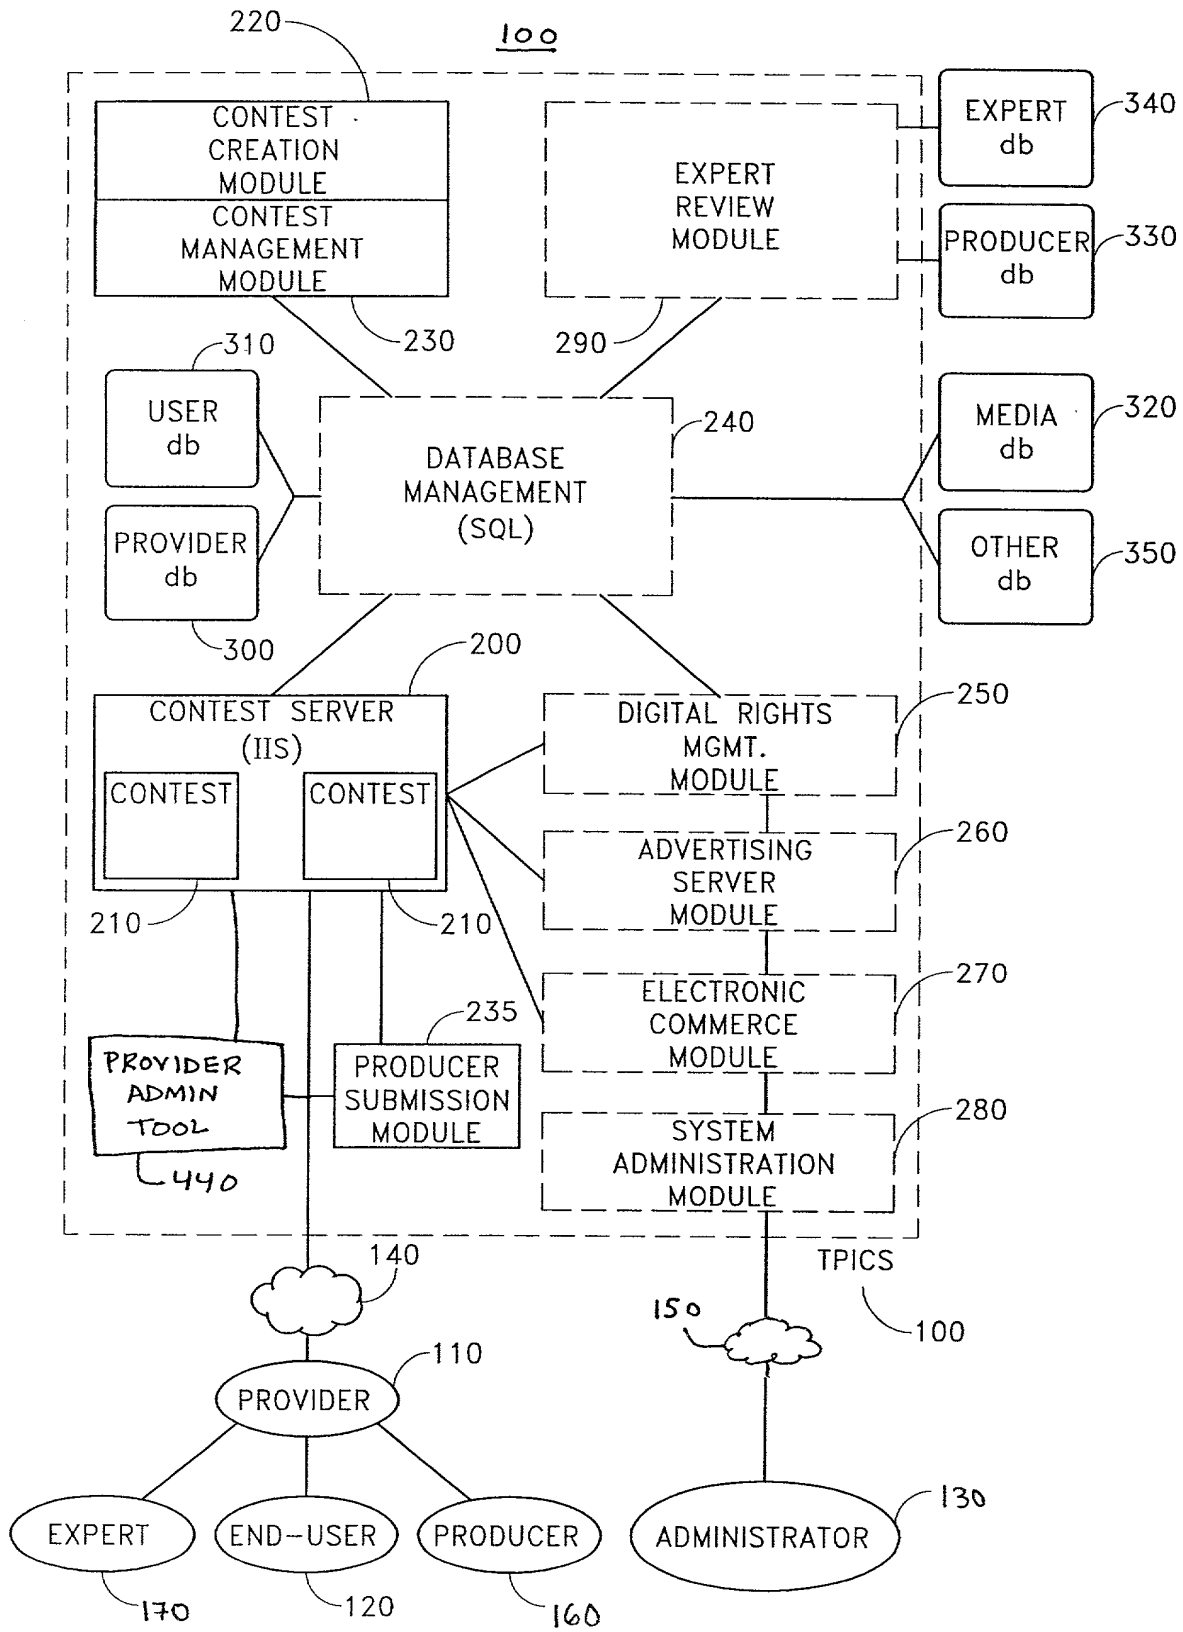 100
220
CONTEST
CREATION
MODULE
CONTEST
MANAGEMENT
MODULE
230
EXPERT
REVIEW
MODULE
290
EXPERT
db
340
PRODUCER
db
330
310
USER
db
PROVIDER
db
300
DATABASE
MANAGEMENT
(SQL)
240
MEDIA
db
320
OTHER
db
350
200
CONTEST SERVER
(IIS)
CONTEST
CONTEST
210
210
DIGITAL RIGHTS
MGMT.
MODULE
250
ADVERTISING
SERVER
MODULE
260
ELECTRONIC
COMMERCE
MODULE
270
SYSTEM
ADMINISTRATION
MODULE
280
PROVIDER
ADMIN
TOOL
440
235
PRODUCER
SUBMISSION
MODULE
TPICS
100
140
150
PROVIDER
110
EXPERT
170
END-USER
120
PRODUCER
160
ADMINISTRATOR
130